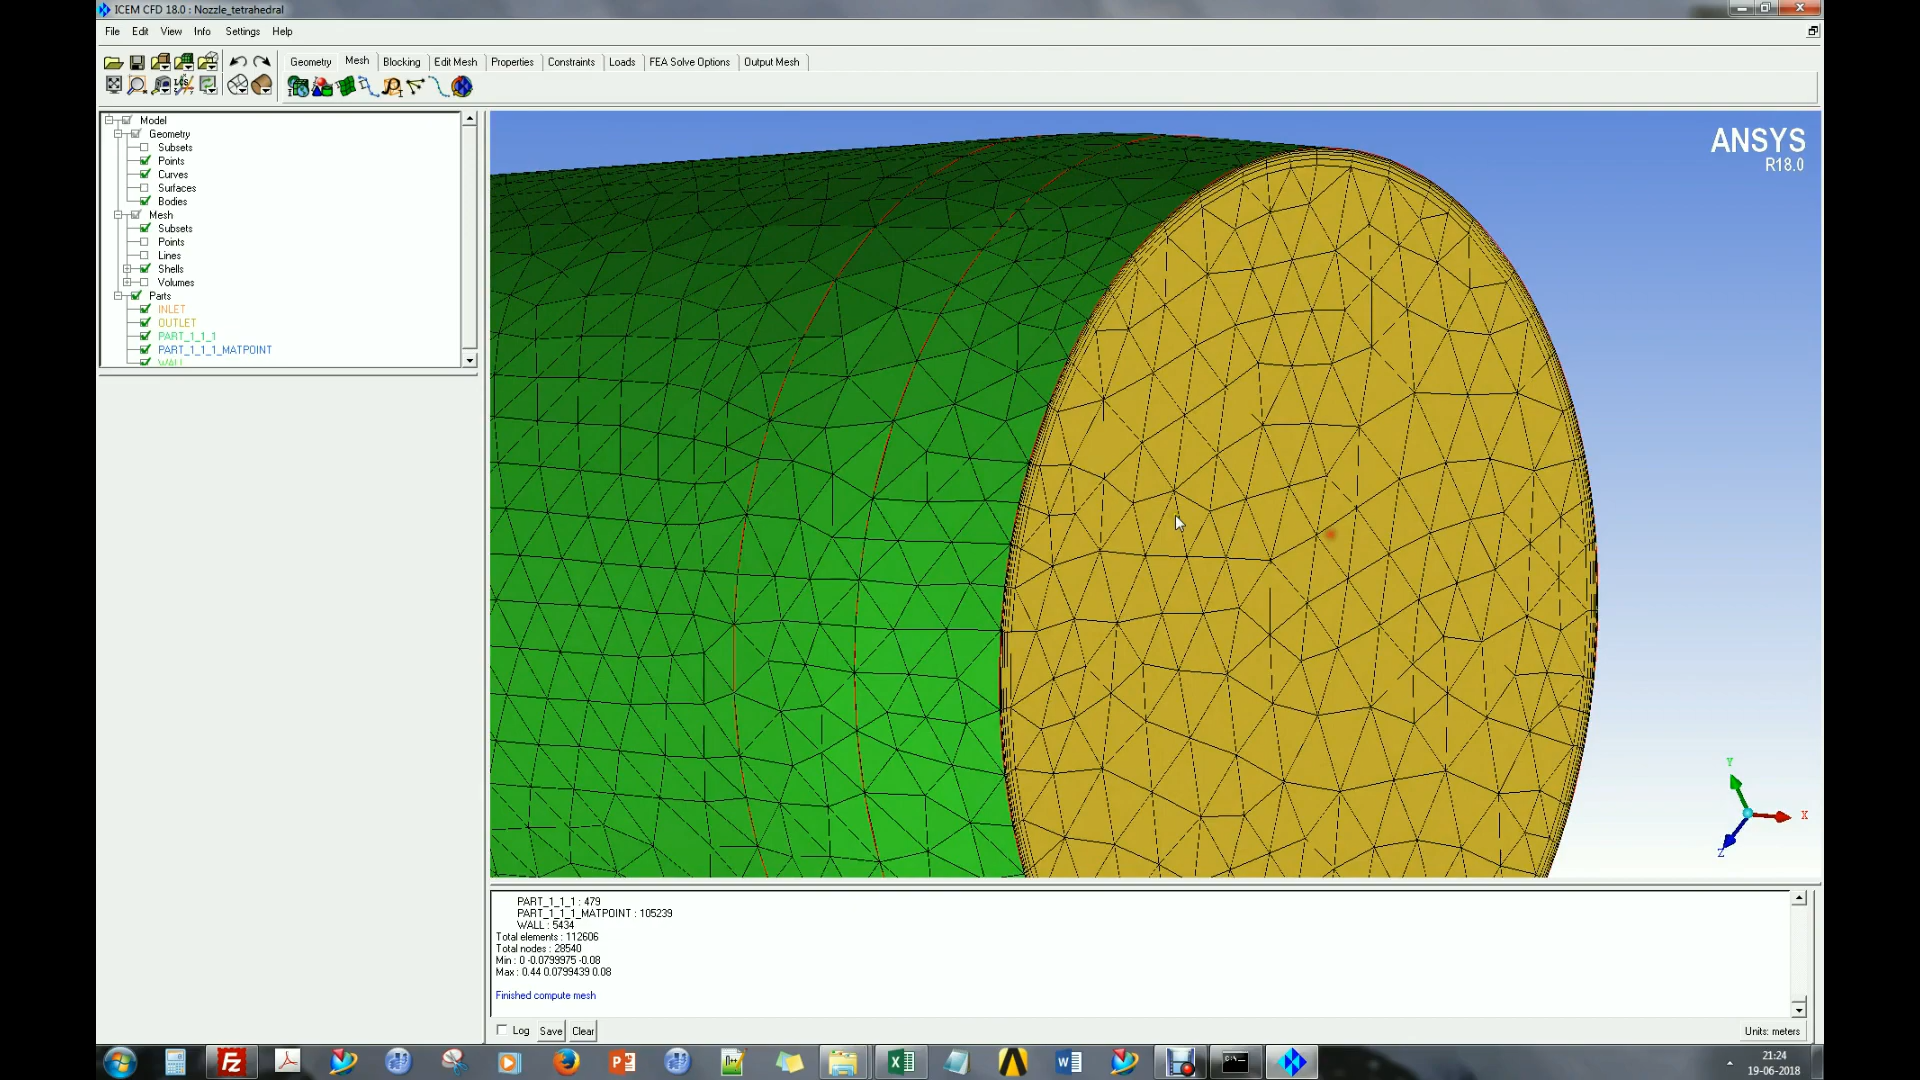 ICEM CFD 18.0 : Nozzle_tetrahedral
File Edit View Info Settings Help
Geometry Mesh Blocking Edit Mesh Properties Constraints Loads FEA Solve Options Output Mesh
Model
Geometry
Subsets
Points
Curves
Surfaces
Bodies
Mesh
Subsets
Points
Lines
Shells
Volumes
Parts
INLET
OUTLET
PART_1_1_1
PART_1_1_1_MATPOINT
WALL
ANSYS
R18.0
Y
X
Z
PART_1_1_1 : 479
PART_1_1_1_MATPOINT : 105239
WALL : 5434
Total elements : 112606
Total nodes : 28540
Min : 0 -0.0799975 -0.08
Max : 0.44 0.0799439 0.08
Finished compute mesh
Log Save Clear
Units: meters
21:24
19-06-2018